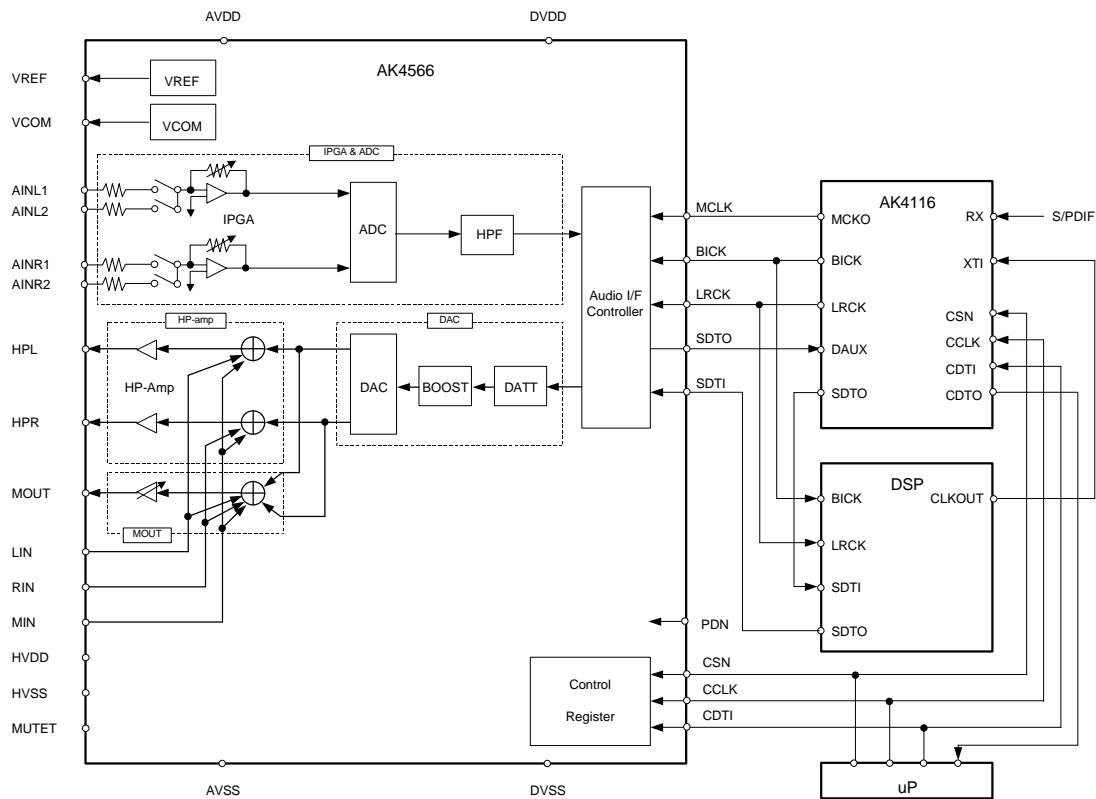 AVDD
DVDD
AK4566
VREF
VREF
VCOM
VCOM
IPGA & ADC
AINL1
AINL2
IPGA
ADC
HPF
AINR1
AINR2
Audio I/F
Controller
MCLK
BICK
LRCK
SDTO
SDTI
AK4116
MCKO
RX
S/PDIF
BICK
XTI
LRCK
CSN
CCLK
DAUX
CDTI
SDTO
CDTO
HP-amp
DAC
HPL
HP-Amp
DAC
BOOST
DATT
HPR
MOUT
MOUT
LIN
RIN
MIN
HVDD
HVSS
MUTET
DSP
BICK
CLKOUT
LRCK
SDTI
SDTO
PDN
CSN
CCLK
CDTI
Control
Register
uP
AVSS
DVSS